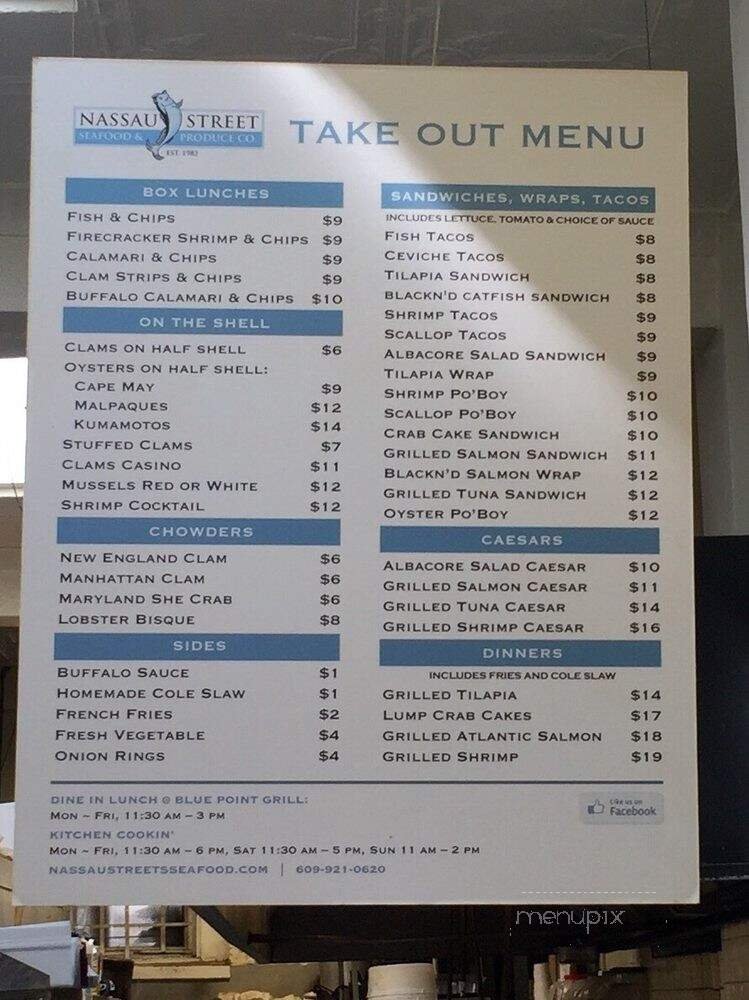 NASSAU STREET
SEAFOOD & PRODUCE CO.
EST. 1982
TAKE OUT MENU
BOX LUNCHES
FISH & CHIPS $9
FIRECRACKER SHRIMP & CHIPS $9
CALAMARI & CHIPS $9
CLAM STRIPS & CHIPS $9
BUFFALO CALAMARI & CHIPS $10
ON THE SHELL
CLAMS ON HALF SHELL $6
OYSTERS ON HALF SHELL:
CAPE MAY $9
MALPAQUES $12
KUMAMOTOS $14
STUFFED CLAMS $7
CLAMS CASINO $11
MUSSELS RED OR WHITE $12
SHRIMP COCKTAIL $12
CHOWDERS
NEW ENGLAND CLAM $6
MANHATTAN CLAM $6
MARYLAND SHE CRAB $6
LOBSTER BISQUE $8
SIDES
BUFFALO SAUCE $1
HOMEMADE COLE SLAW $1
FRENCH FRIES $2
FRESH VEGETABLE $4
ONION RINGS $4
SANDWICHES, WRAPS, TACOS
INCLUDES LETTUCE, TOMATO & CHOICE OF SAUCE
FISH TACOS $8
CEVICHE TACOS $8
TILAPIA SANDWICH $8
BLACKN'D CATFISH SANDWICH $8
SHRIMP TACOS $9
SCALLOP TACOS $9
ALBACORE SALAD SANDWICH $9
TILAPIA WRAP $9
SHRIMP PO'BOY $10
SCALLOP PO'BOY $10
CRAB CAKE SANDWICH $10
GRILLED SALMON SANDWICH $11
BLACKN'D SALMON WRAP $12
GRILLED TUNA SANDWICH $12
OYSTER PO'BOY $12
CAESARS
ALBACORE SALAD CAESAR $10
GRILLED SALMON CAESAR $11
GRILLED TUNA CAESAR $14
GRILLED SHRIMP CAESAR $16
DINNERS
INCLUDES FRIES AND COLE SLAW
GRILLED TILAPIA $14
LUMP CRAB CAKES $17
GRILLED ATLANTIC SALMON $18
GRILLED SHRIMP $19
DINE IN LUNCH @ BLUE POINT GRILL:
MON ~ FRI, 11:30 AM – 3 PM
KITCHEN COOKIN'
MON ~ FRI, 11:30 AM – 6 PM, SAT 11:30 AM – 5 PM, SUN 11 AM – 2 PM
NASSAUSTREETSSEAFOOD.COM | 609-921-0620
Like us on
Facebook
menupix